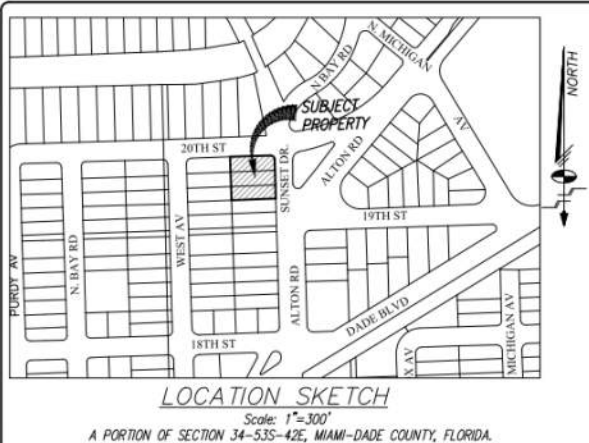 N. MICHIGAN
N BAY RD
SUBJECT
PROPERTY
20TH ST
SUNSET DR.
ALTON RD
AV
NORTH
PURDY AV
N. BAY RD
WEST AV
19TH ST
ALTON RD
DADE BLVD
18TH ST
X AV
MICHIGAN AV
LOCATION SKETCH
Scale: 1"=300'
A PORTION OF SECTION 34-53S-42E, MIAMI-DADE COUNTY, FLORIDA.